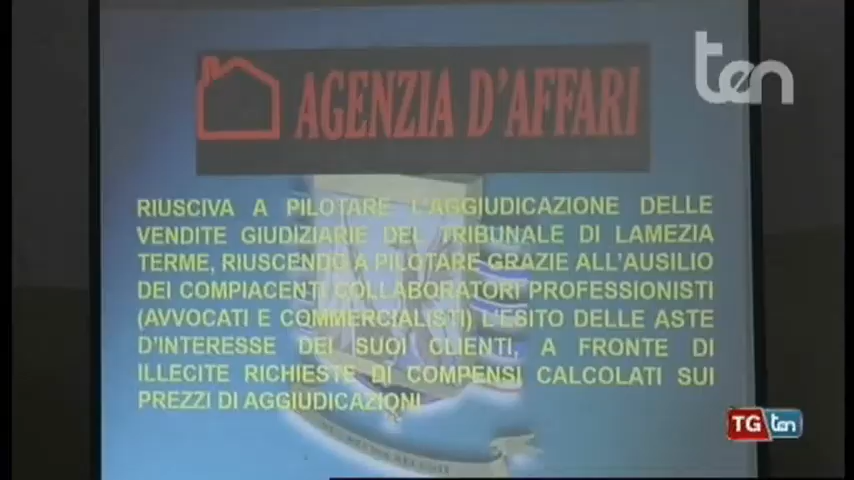 ten
AGENZIA D'AFFARI
RIUSCIVA A PILOTARE L'AGGIUDICAZIONE DELLE
VENDITE GIUDIZIARIE DEL TRIBUNALE DI LAMEZIA
TERME, RIUSCENDO A PILOTARE GRAZIE ALL'AUSILIO
DEI COMPIACENTI COLLABORATORI PROFESSIONISTI
(AVVOCATI E COMMERCIALISTI) L'ESITO DELLE ASTE
D'INTERESSE DEI SUOI CLIENTI, A FRONTE DI
ILLECITE RICHIESTE DI COMPENSI CALCOLATI SUI
PREZZI DI AGGIUDICAZIONI
TG ten